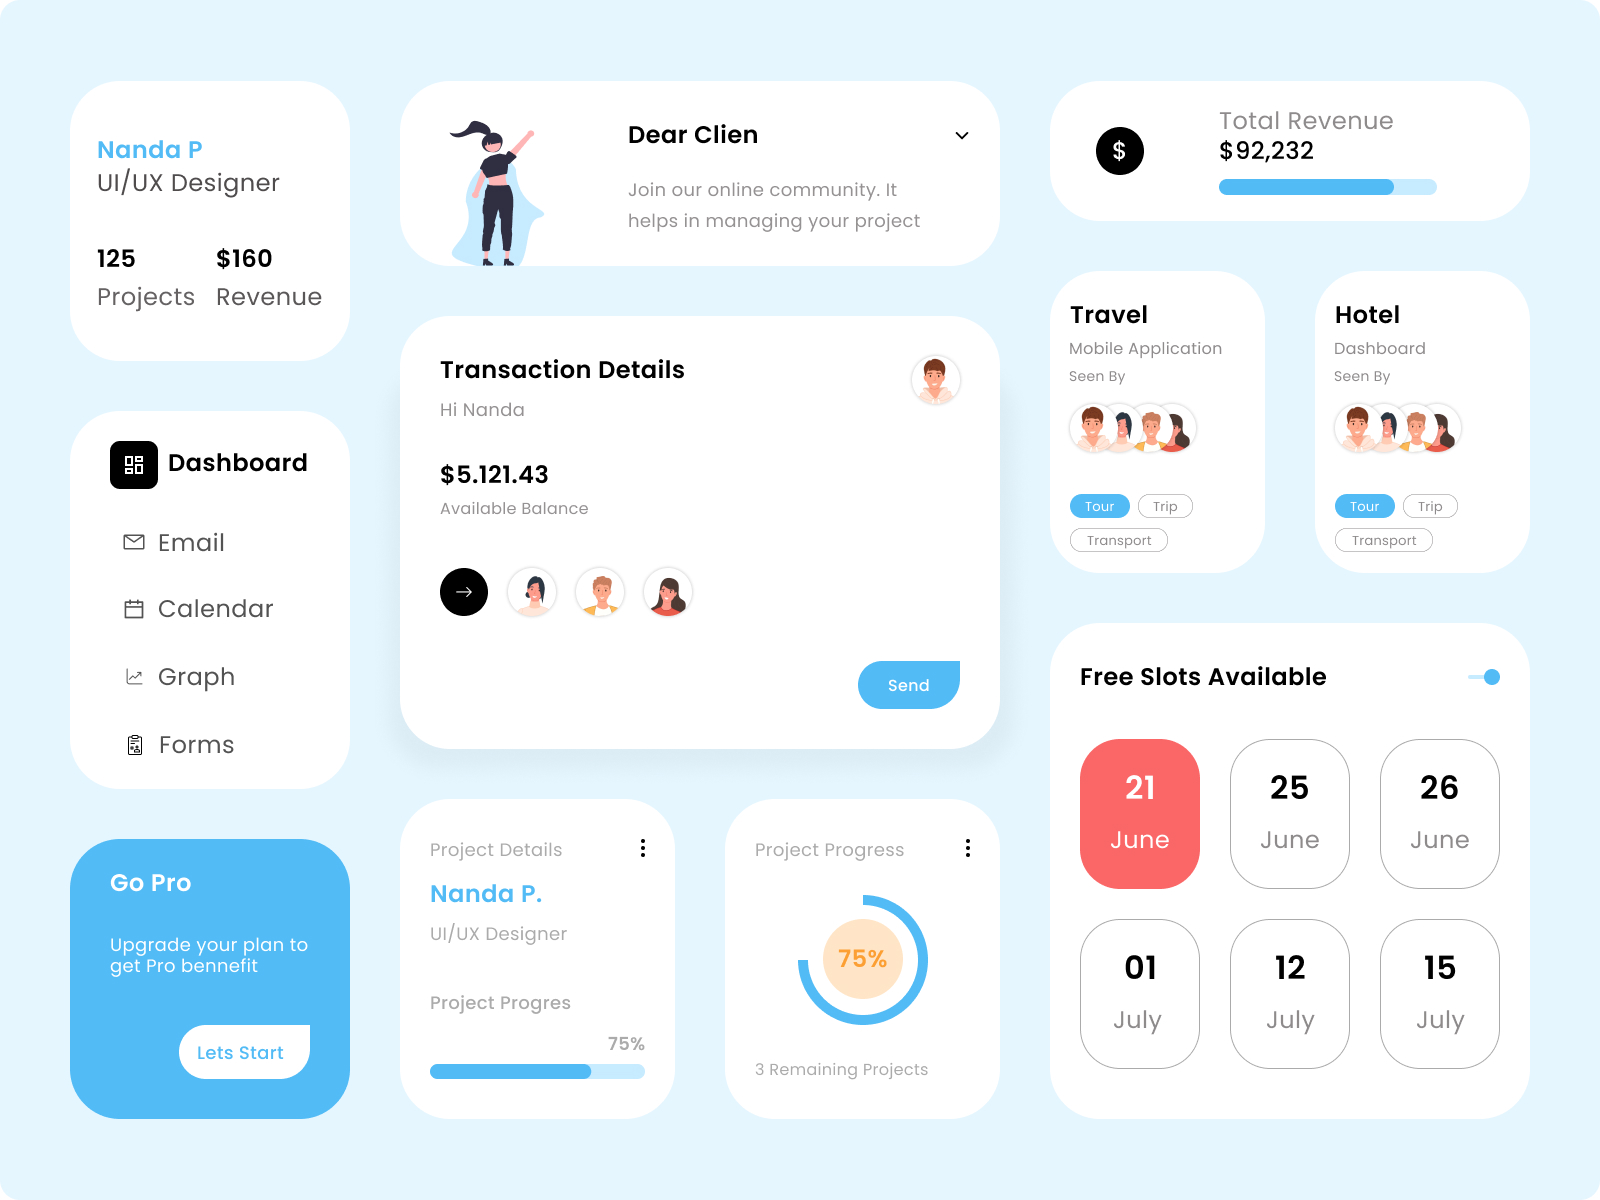 Nanda P
UI/UX Designer
125
Projects
$160
Revenue
Dashboard
Email
Calendar
Graph
Forms
Go Pro
Upgrade your plan to
get Pro bennefit
Lets Start
Dear Clien
Join our online community. It
helps in managing your project
Transaction Details
Hi Nanda
$5.121.43
Available Balance
Send
Project Details
Nanda P.
UI/UX Designer
Project Progres
75%
Project Progress
75%
3 Remaining Projects
$
Total Revenue
$92,232
Travel
Mobile Application
Seen By
Tour
Trip
Transport
Hotel
Dashboard
Seen By
Tour
Trip
Transport
Free Slots Available
21
June
25
June
26
June
01
July
12
July
15
July